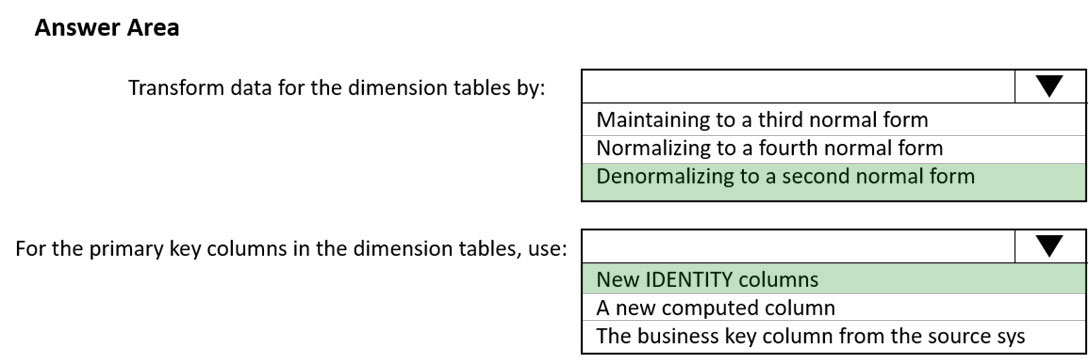 Answer Area
Transform data for the dimension tables by:
Maintaining to a third normal form
Normalizing to a fourth normal form
Denormalizing to a second normal form
For the primary key columns in the dimension tables, use:
New IDENTITY columns
A new computed column
The business key column from the source sys